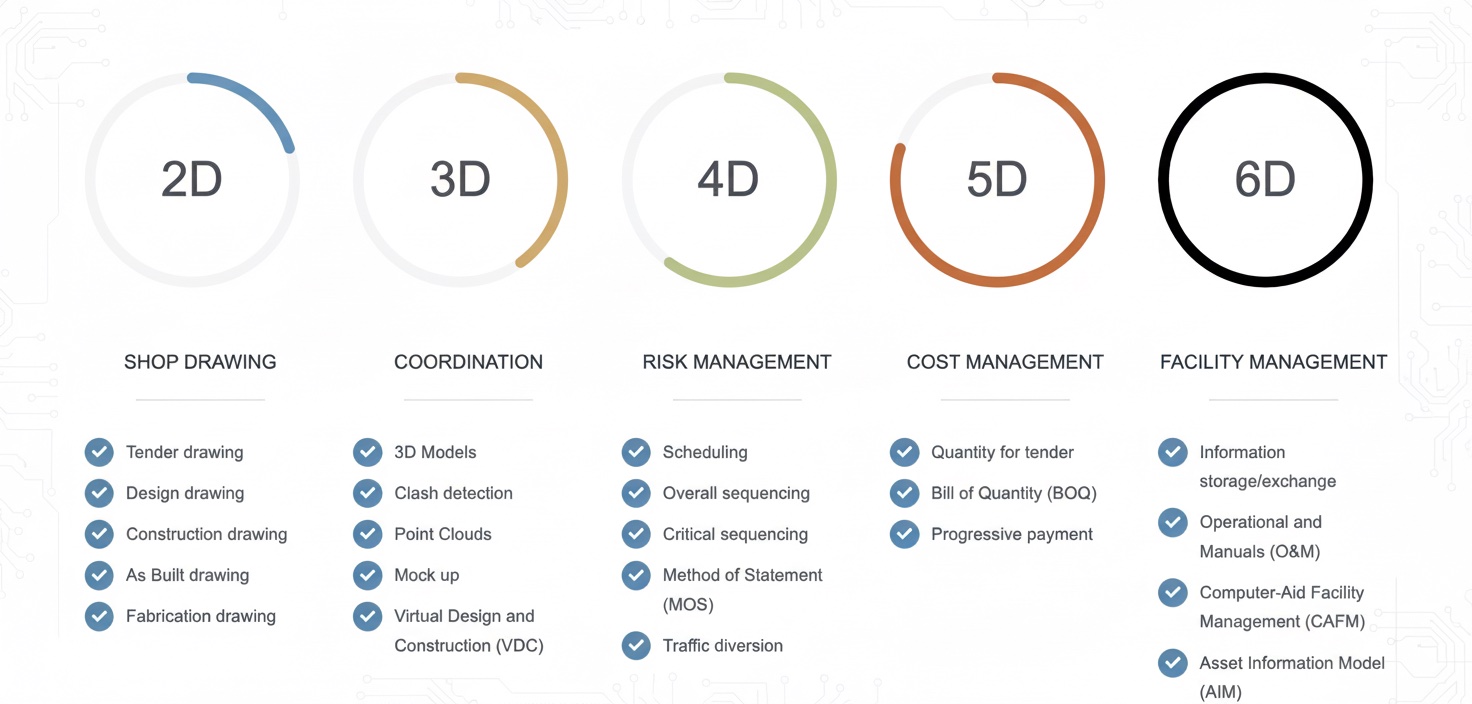 2D
SHOP DRAWING
Tender drawing
Design drawing
Construction drawing
As Built drawing
Fabrication drawing
3D
COORDINATION
3D Models
Clash detection
Point Clouds
Mock up
Virtual Design and
Construction (VDC)
4D
RISK MANAGEMENT
Scheduling
Overall sequencing
Critical sequencing
Method of Statement
(MOS)
Traffic diversion
5D
COST MANAGEMENT
Quantity for tender
Bill of Quantity (BOQ)
Progressive payment
6D
FACILITY MANAGEMENT
Information
storage/exchange
Operational and
Manuals (O&M)
Computer-Aid Facility
Management (CAFM)
Asset Information Model
(AIM)